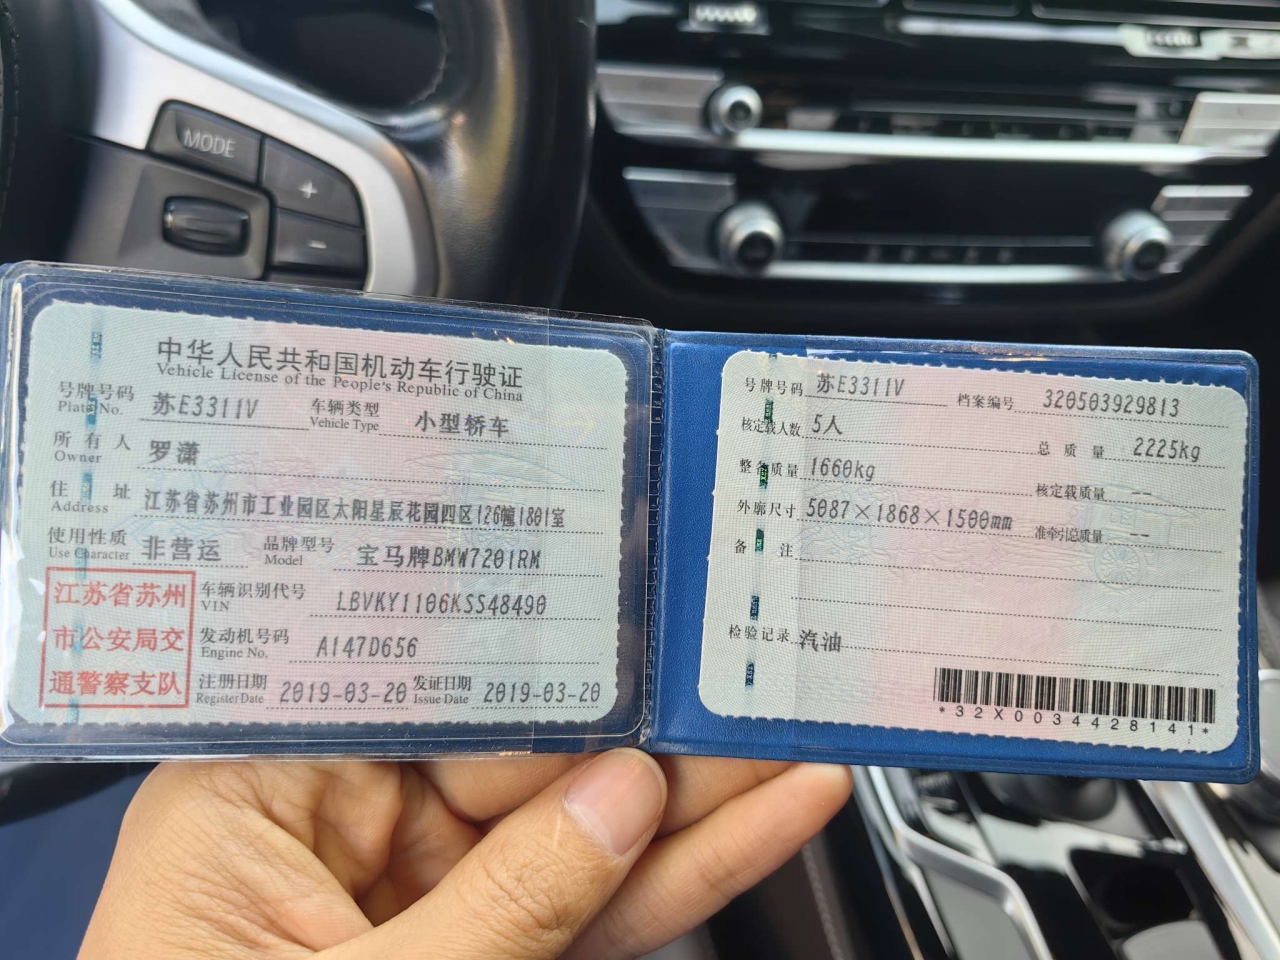 MODE
+
-
中华人民共和国机动车行驶证
Vehicle License of the People's Republic of China
号牌号码 苏E3311V 车辆类型 小型轿车
Plate No. Vehicle Type
所有人 罗潇
Owner
住址 江苏省苏州市工业园区太阳星辰花园四区126幢1801室
Address
使用性质 非营运 品牌型号 宝马牌BMW7201RM
Use Character Model
江苏省苏州
市公安局交
通警察支队
车辆识别代号 LBVKY1106KSS48490
VIN
发动机号码 A147D656
Engine No.
注册日期 2019-03-20 发证日期 2019-03-20
Register Date Issue Date
号牌号码 苏E3311V 档案编号 320503929813
核定载人数 5人 总质量 2225kg
整备质量 1660kg 核定载质量 --
外廓尺寸 5087×1868×1500mm 准牵引总质量 --
备注
检验记录 汽油
*32X0034428141*